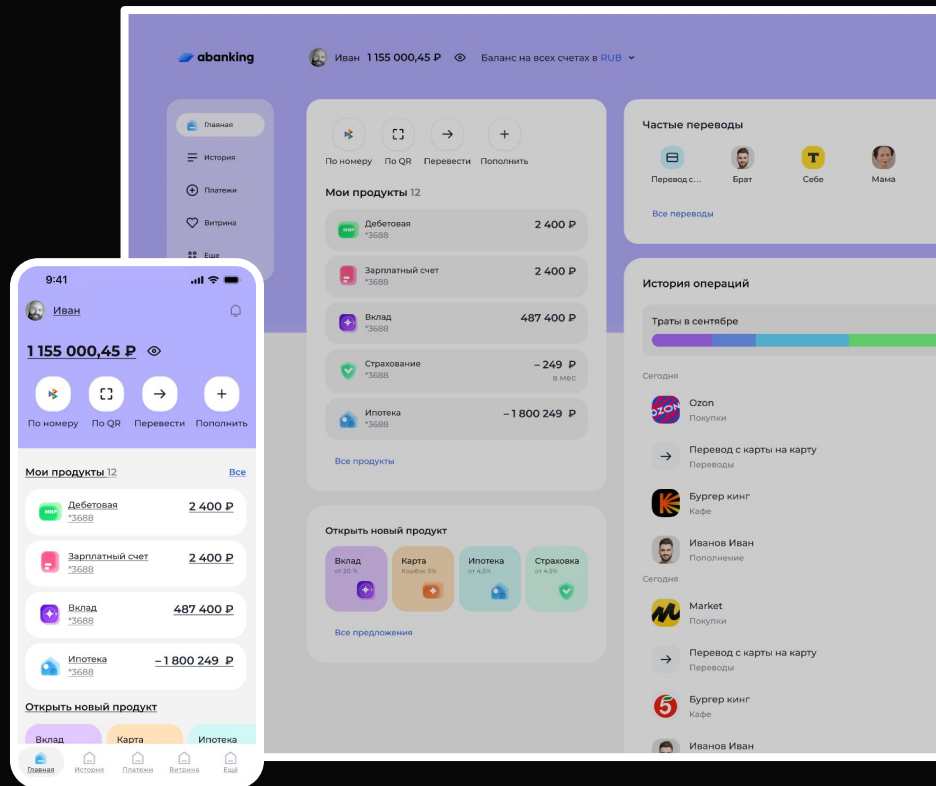 abanking
Иван 1 155 000,45 ₽ Баланс на всех счетах в RUB
Главная
История
Платежи
Витрина
Еще
По номеру По QR Перевести Пополнить
Мои продукты 12
МИР
Дебетовая 2 400 ₽
*3688
Зарплатный счет 2 400 ₽
*3688
Вклад 487 400 ₽
*3688
Страхование – 249 ₽
*3688 в мес
Ипотека – 1 800 249 ₽
*3688
Все продукты
Открыть новый продукт
Вклад Карта Ипотека Страховка
от 20 % Кэшбэк 5% от 4,5% от 4,5%
Все предложения
Частые переводы
Т
Перевод с... Брат Себе Мама
Все переводы
История операций
Траты в сентябре
Сегодня
OZON
Ozon
Покупки
Перевод с карты на карту
Переводы
Бургер кинг
Кафе
Иванов Иван
Пополнение
Сегодня
Market
Покупки
Перевод с карты на карту
Переводы
5
Бургер кинг
Кафе
Иванов Иван
9:41
Иван
1 155 000,45 ₽
По номеру По QR Перевести Пополнить
Мои продукты 12 Все
МИР
Дебетовая 2 400 ₽
*3688
Зарплатный счет 2 400 ₽
*3688
Вклад 487 400 ₽
*3688
Ипотека – 1 800 249 ₽
*3688
Открыть новый продукт
Вклад Карта Ипотека
Главная История Платежи Витрина Ещё